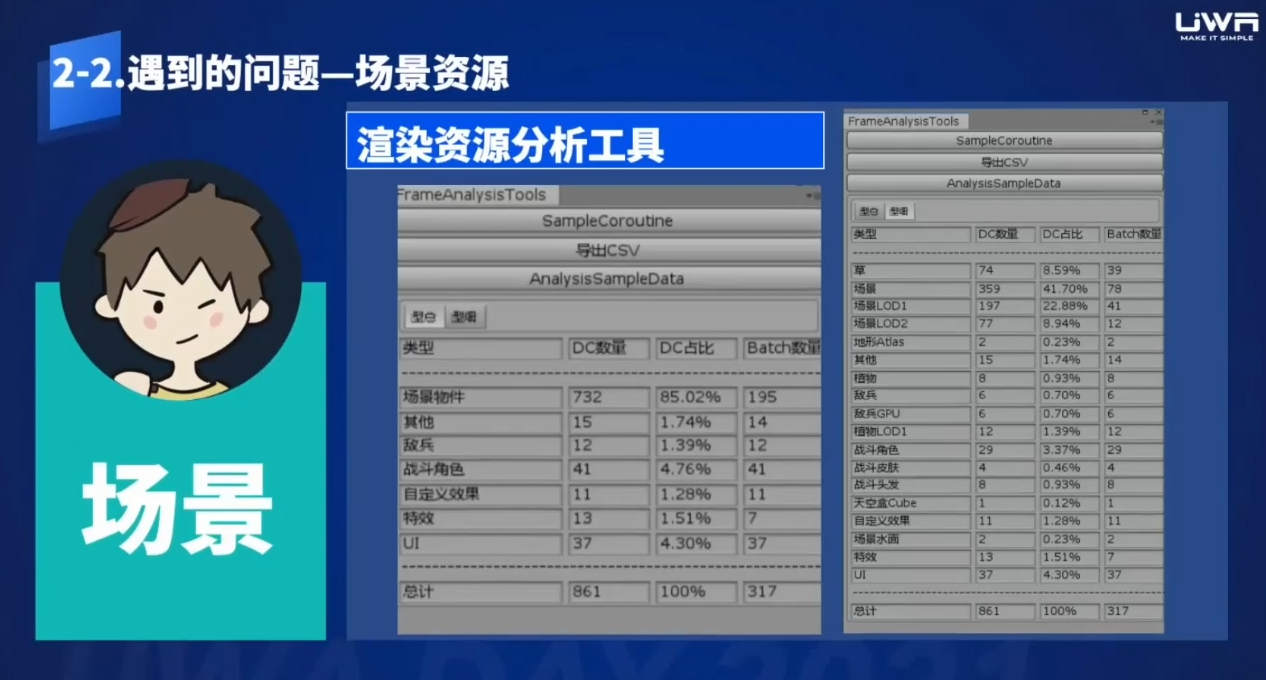 UWA
MAKE IT SIMPLE
2-2.遇到的问题—场景资源
渲染资源分析工具
场景
FrameAnalysisTools
SampleCoroutine
导出CSV
AnalysisSampleData
类型 DC数量 DC占比 Batch数量
场景物件 732 85.02% 195
其他 15 1.74% 14
敌兵 12 1.39% 12
战斗角色 41 4.76% 41
自定义效果 11 1.28% 11
特效 13 1.51% 7
UI 37 4.30% 37
总计 861 100% 317
FrameAnalysisTools
SampleCoroutine
导出CSV
AnalysisSampleData
类型 DC数量 DC占比 Batch数量
草 74 8.59% 39
场景 359 41.70% 78
场景LOD1 197 22.88% 41
场景LOD2 77 8.94% 12
地形Atlas 2 0.23% 2
其他 15 1.74% 14
植物 8 0.93% 8
敌兵 6 0.70% 6
敌兵GPU 6 0.70% 6
植物LOD1 12 1.39% 12
战斗角色 29 3.37% 29
战斗皮肤 4 0.46% 4
战斗头发 8 0.93% 8
天空盒Cube 1 0.12% 1
自定义效果 11 1.28% 11
场景水面 2 0.23% 2
特效 13 1.51% 7
UI 37 4.30% 37
总计 861 100% 317